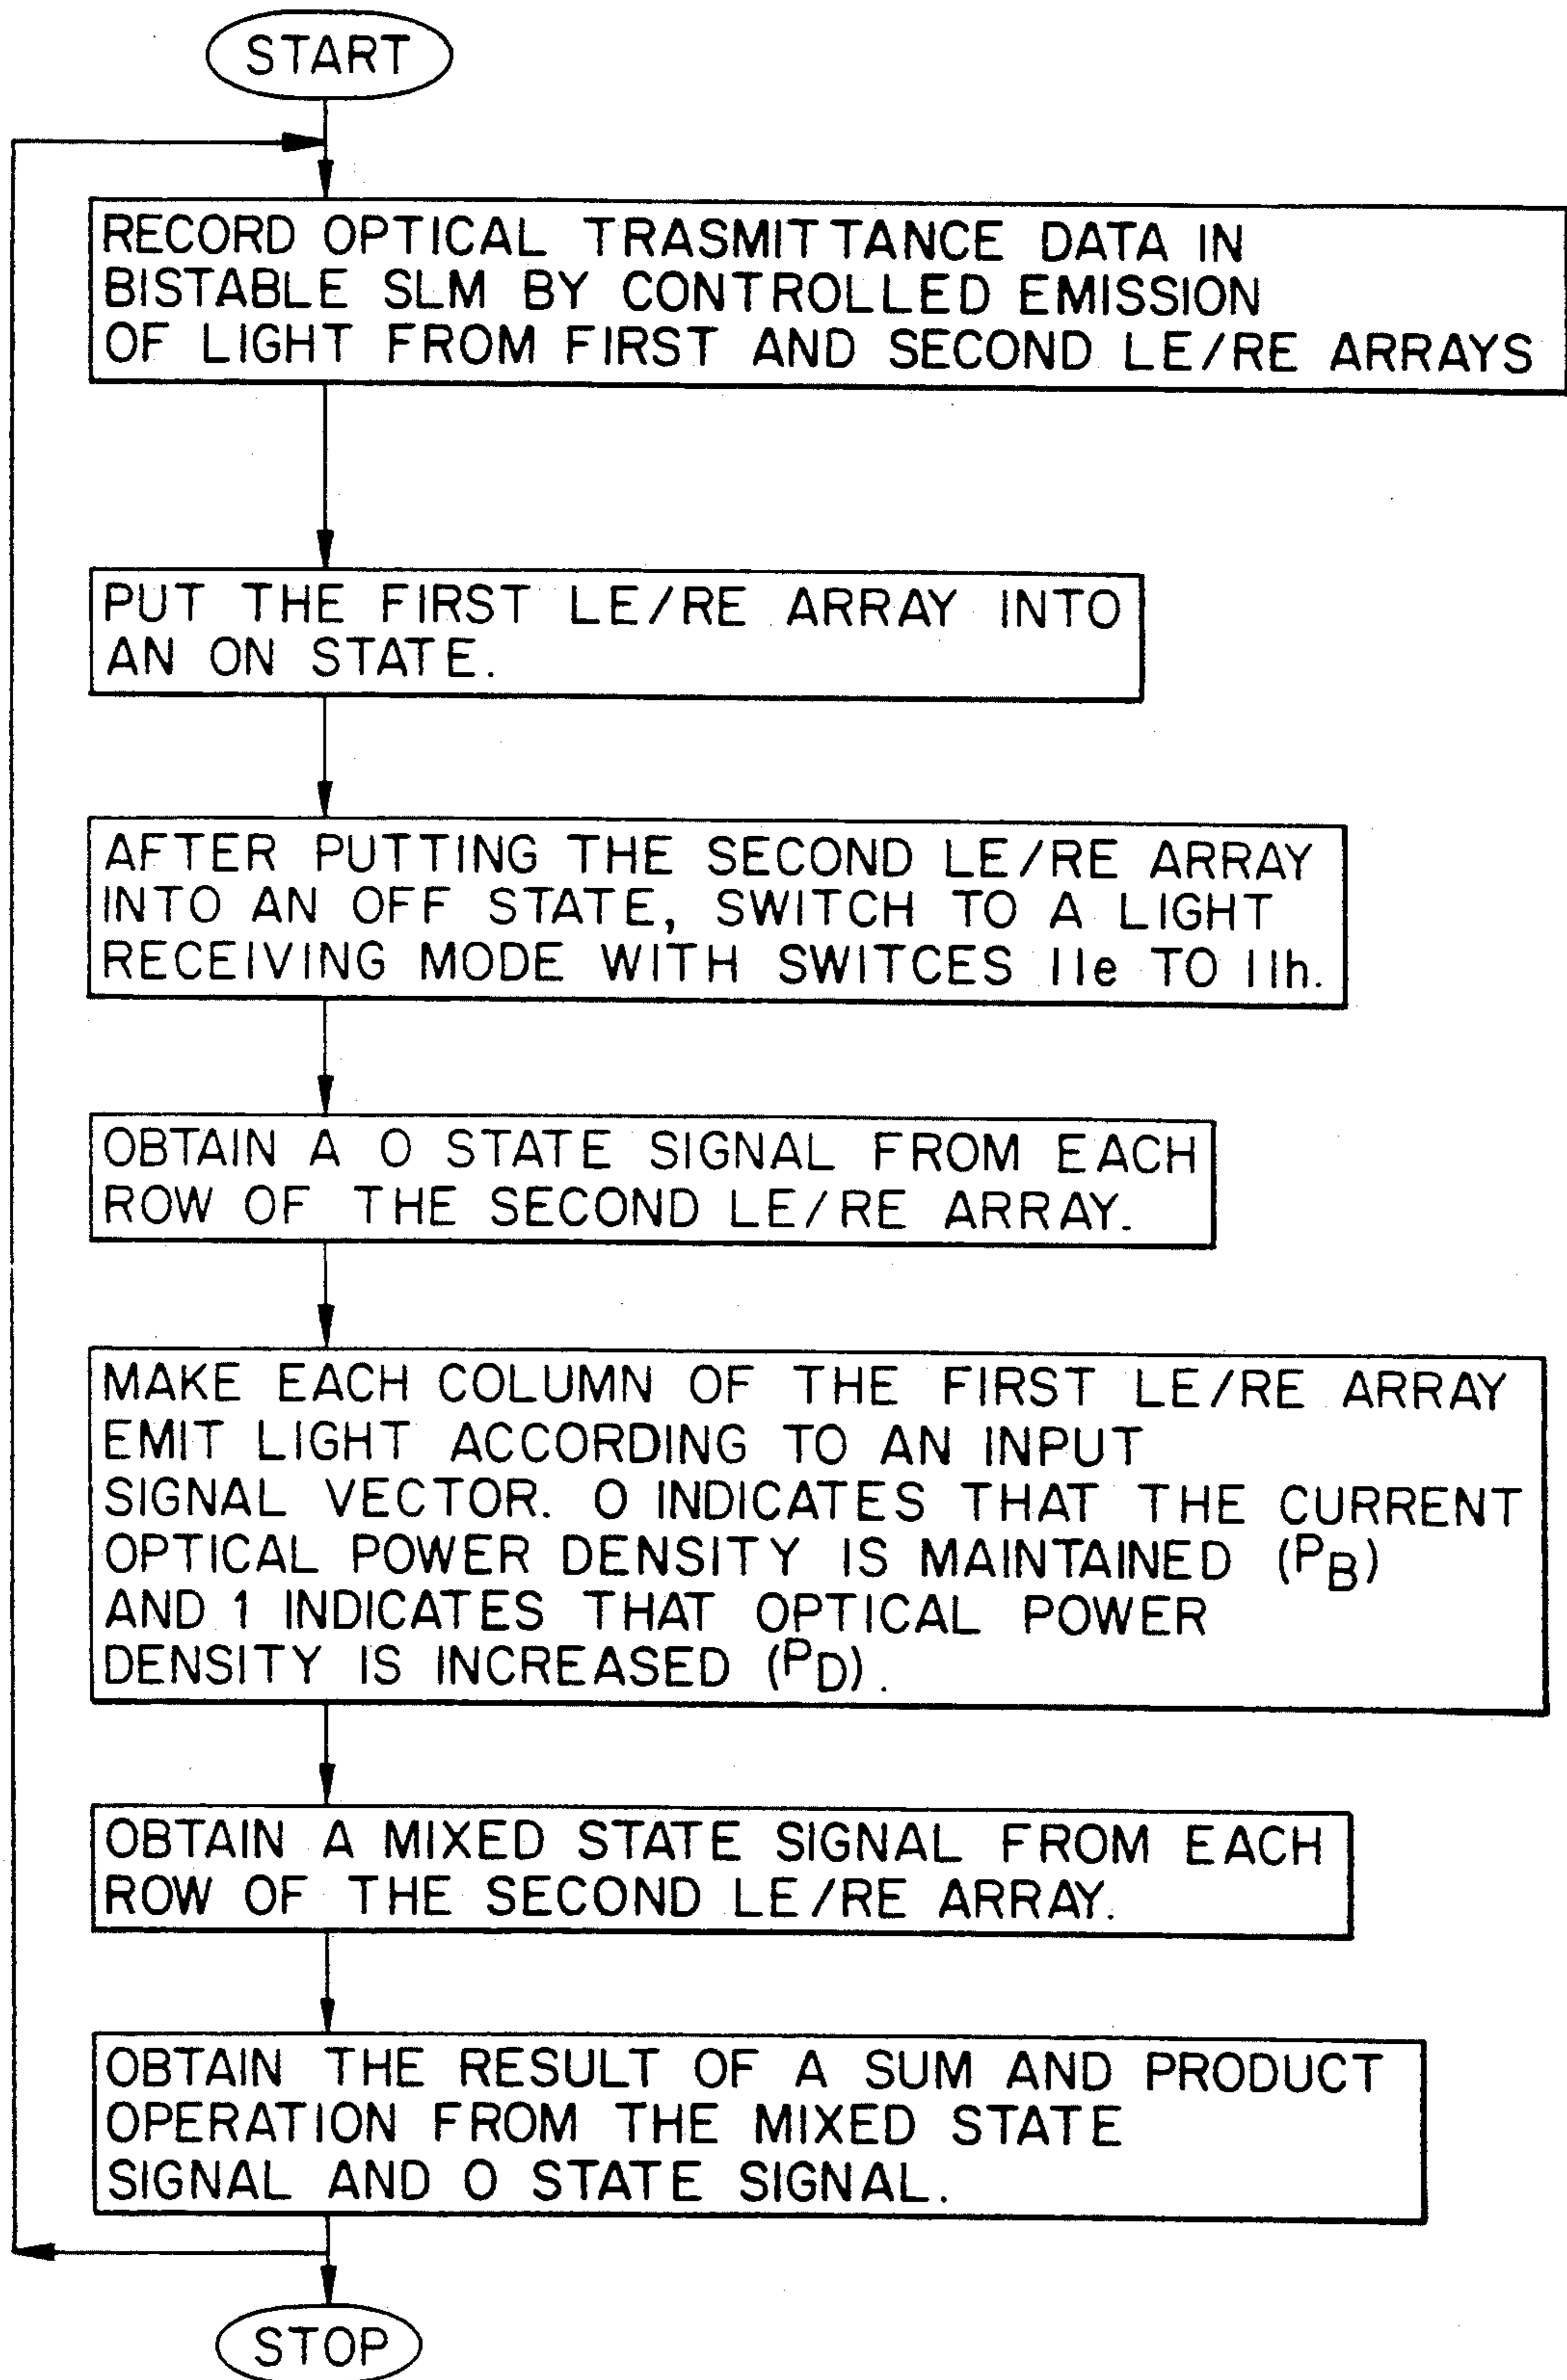 START
RECORD OPTICAL TRASMITTANCE DATA IN
BISTABLE SLM BY CONTROLLED EMISSION
OF LIGHT FROM FIRST AND SECOND LE/RE ARRAYS
PUT THE FIRST LE/RE ARRAY INTO
AN ON STATE.
AFTER PUTTING THE SECOND LE/RE ARRAY
INTO AN OFF STATE, SWITCH TO A LIGHT
RECEIVING MODE WITH SWITCES 11e TO 11h.
OBTAIN A 0 STATE SIGNAL FROM EACH
ROW OF THE SECOND LE/RE ARRAY.
MAKE EACH COLUMN OF THE FIRST LE/RE ARRAY
EMIT LIGHT ACCORDING TO AN INPUT
SIGNAL VECTOR. 0 INDICATES THAT THE CURRENT
OPTICAL POWER DENSITY IS MAINTAINED (PB)
AND 1 INDICATES THAT OPTICAL POWER
DENSITY IS INCREASED (PD).
OBTAIN A MIXED STATE SIGNAL FROM EACH
ROW OF THE SECOND LE/RE ARRAY.
OBTAIN THE RESULT OF A SUM AND PRODUCT
OPERATION FROM THE MIXED STATE
SIGNAL AND 0 STATE SIGNAL.
STOP